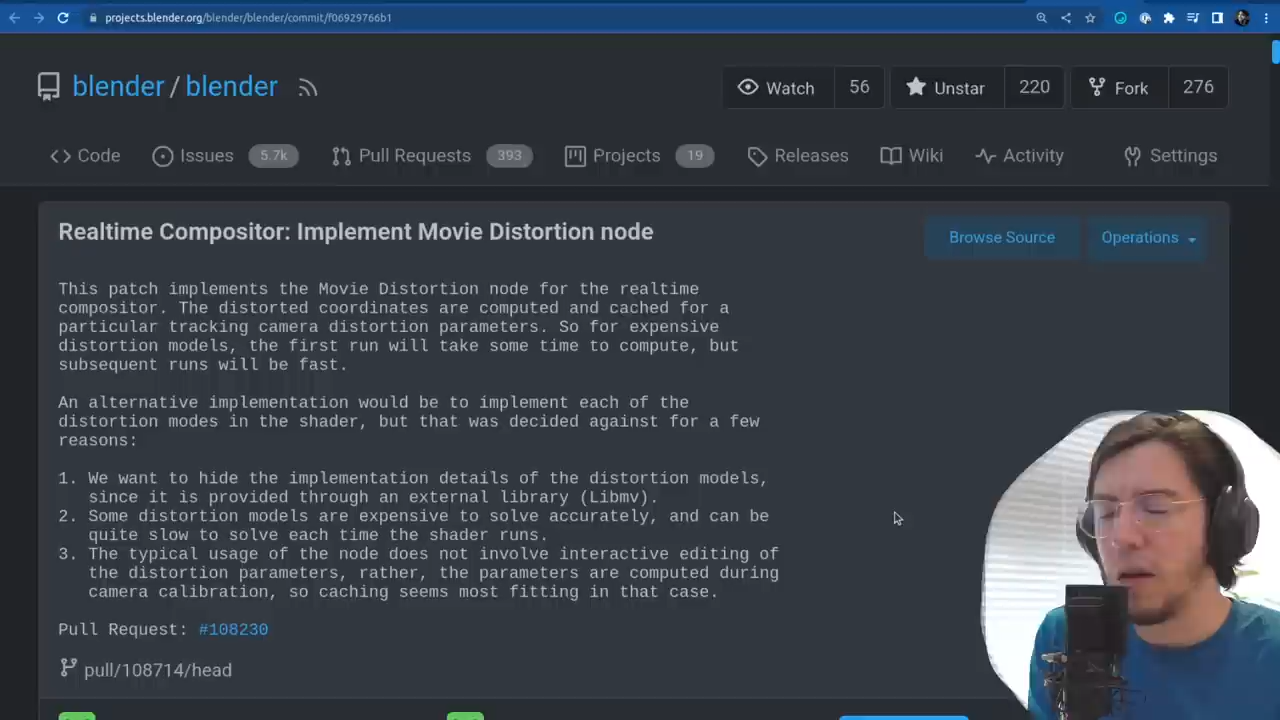 projects.blender.org/blender/blender/commit/f06929766b1
blender / blender
Watch 56
Unstar 220
Fork 276
Code
Issues 5.7k
Pull Requests 393
Projects 19
Releases
Wiki
Activity
Settings
Realtime Compositor: Implement Movie Distortion node
Browse Source
Operations
This patch implements the Movie Distortion node for the realtime
compositor. The distorted coordinates are computed and cached for a
particular tracking camera distortion parameters. So for expensive
distortion models, the first run will take some time to compute, but
subsequent runs will be fast.
An alternative implementation would be to implement each of the
distortion modes in the shader, but that was decided against for a few
reasons:
1. We want to hide the implementation details of the distortion models,
since it is provided through an external library (Libmv).
2. Some distortion models are expensive to solve accurately, and can be
quite slow to solve each time the shader runs.
3. The typical usage of the node does not involve interactive editing of
the distortion parameters, rather, the parameters are computed during
camera calibration, so caching seems most fitting in that case.
Pull Request: #108230
pull/108714/head